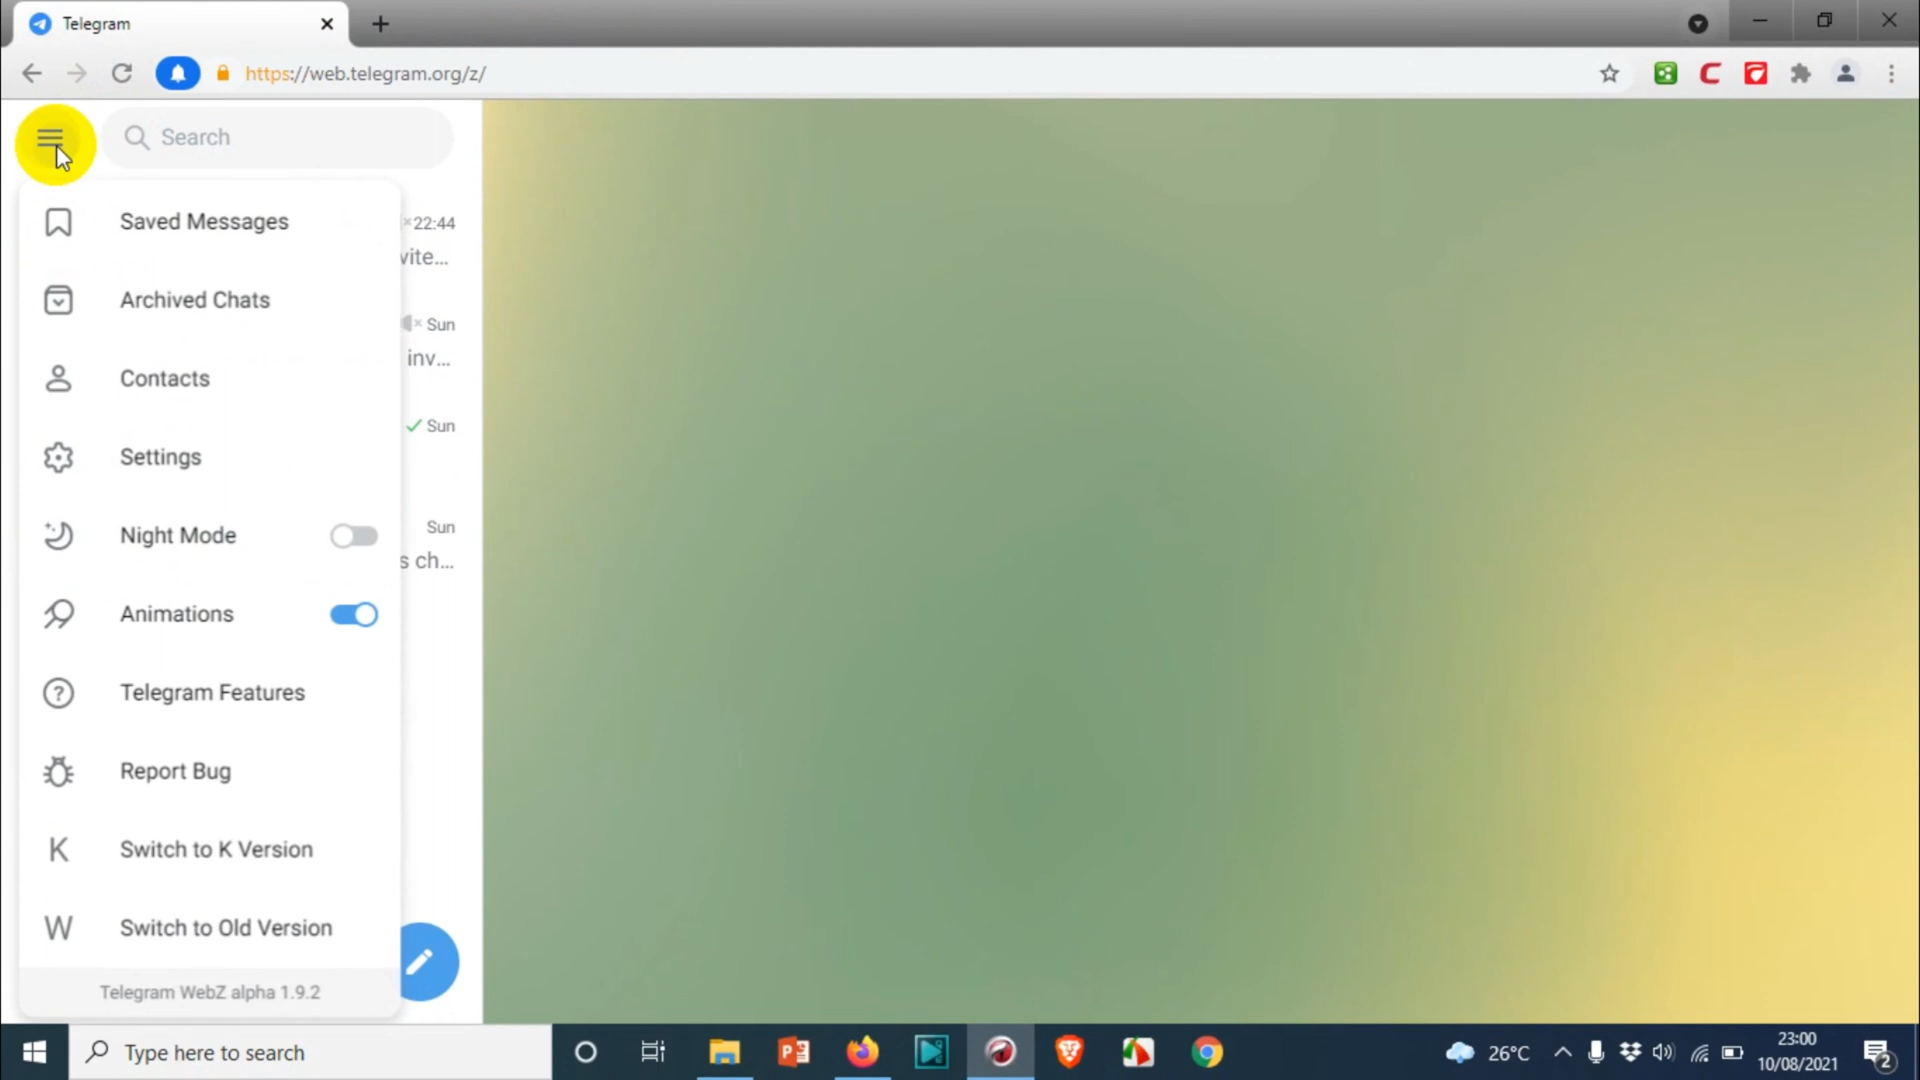 Telegram
https://web.telegram.org/z/
Search
Saved Messages
22:44
vite...
Archived Chats
Sun
inv...
Contacts
Sun
Settings
Sun
Night Mode
s ch...
Animations
Telegram Features
Report Bug
K Switch to K Version
W Switch to Old Version
Telegram WebZ alpha 1.9.2
Type here to search
26°C
23:00
10/08/2021
2